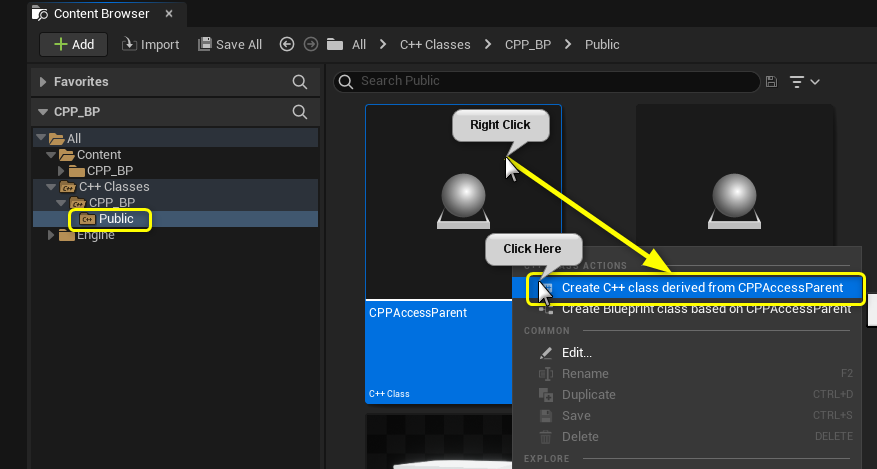 Content Browser ×
+ Add Import Save All All > C++ Classes > CPP_BP > Public
Favorites
Search Public
CPP_BP
All
Content
CPP_BP
C++ Classes
CPP_BP
Public
Engine
Right Click
Click Here
ACTIONS
Create C++ class derived from CPPAccessParent
Create Blueprint class based on CPPAccessParent
CPPAccessParent
C++ Class
COMMON
Edit...
Rename F2
Duplicate CTRL+D
Save CTRL+S
Delete DELETE
EXPLORE